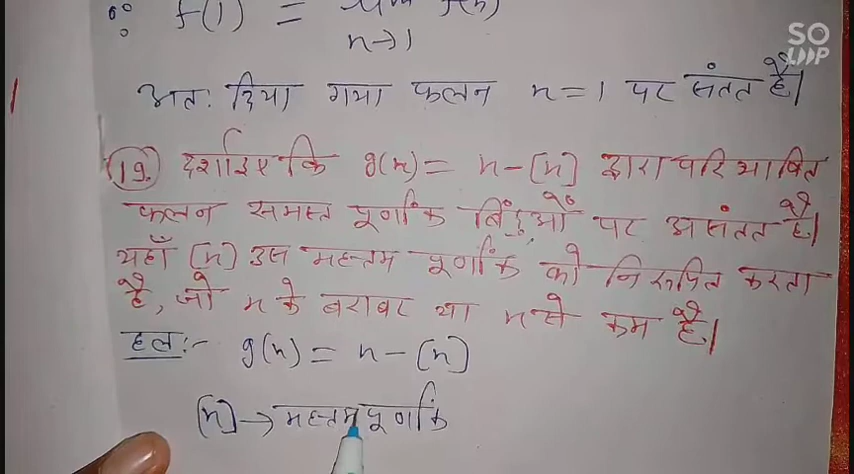 ∴ f(1) = lim f(x)
x→1
SO LOOP
अतः दिया गया फलन x=1 पर संतत है।
19. दर्शाइए कि g(x) = x-[x] द्वारा परिभाषित
फलन समस्त पूर्णांक बिंदुओं पर असंतत है।
यहाँ [x] उस महत्तम पूर्णांक को निरूपित करता
है, जो x के बराबर या x से कम है।
हल:- g(x) = x-[x]
[x] → महत्तम पूर्णांक